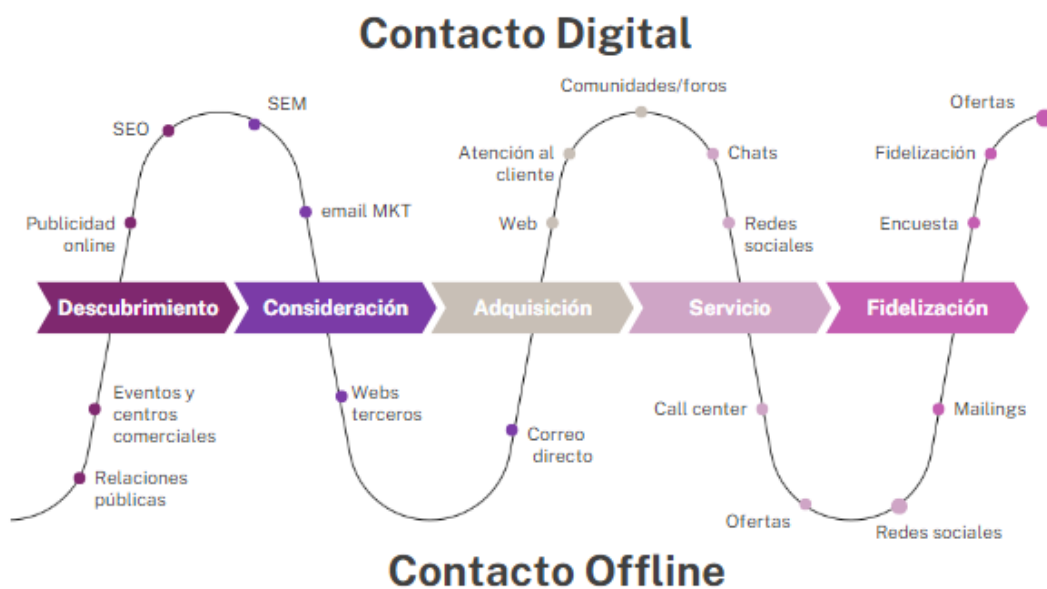 Contacto Digital
Comunidades/foros
SEM
Ofertas
SEO
Atención al
cliente
Chats
Fidelización
email MKT
Publicidad
online
Web
Redes
sociales
Encuesta
Descubrimiento
Consideración
Adquisición
Servicio
Fidelización
Eventos y
centros
comerciales
Webs
terceros
Call center
Mailings
Correo
directo
Relaciones
públicas
Ofertas
Redes sociales
Contacto Offline